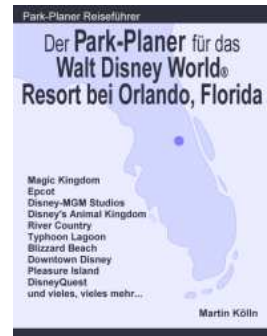 Park-Planer Reiseführer
Der Park-Planer für das
Walt Disney World®
Resort bei Orlando, Florida
Magic Kingdom
Epcot
Disney-MGM Studios
Disney's Animal Kingdom
River Country
Typhoon Lagoon
Blizzard Beach
Downtown Disney
Pleasure Island
DisneyQuest
und vieles, vieles mehr...
Martin Kölln